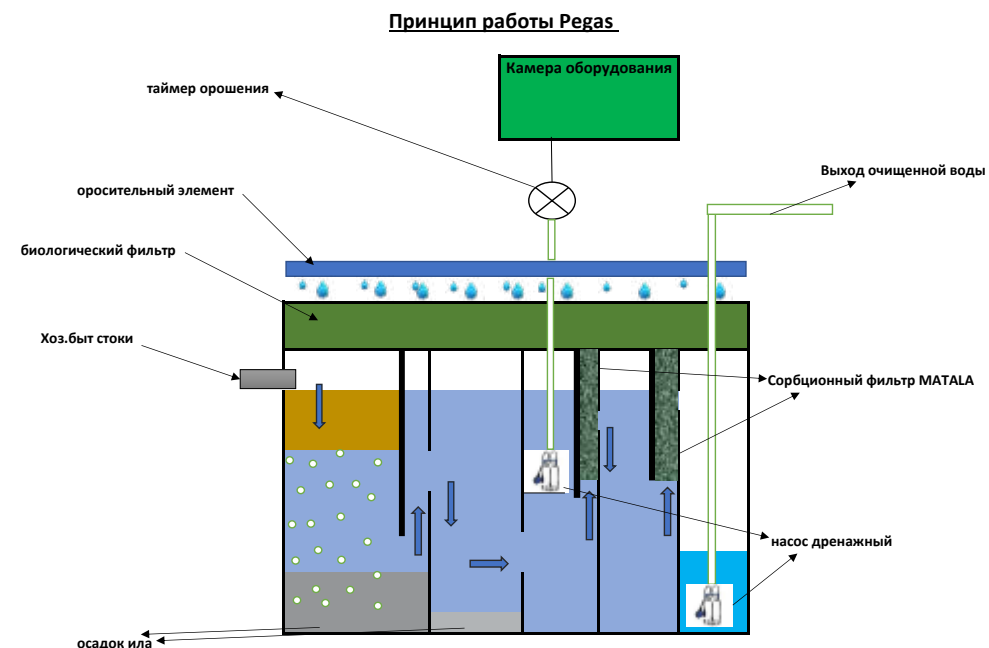 Принцип работы Pegas
Камера оборудования
таймер орошения
Выход очищенной воды
оросительный элемент
биологический фильтр
Хоз.быт стоки
Сорбционный фильтр MATALA
насос дренажный
осадок ила